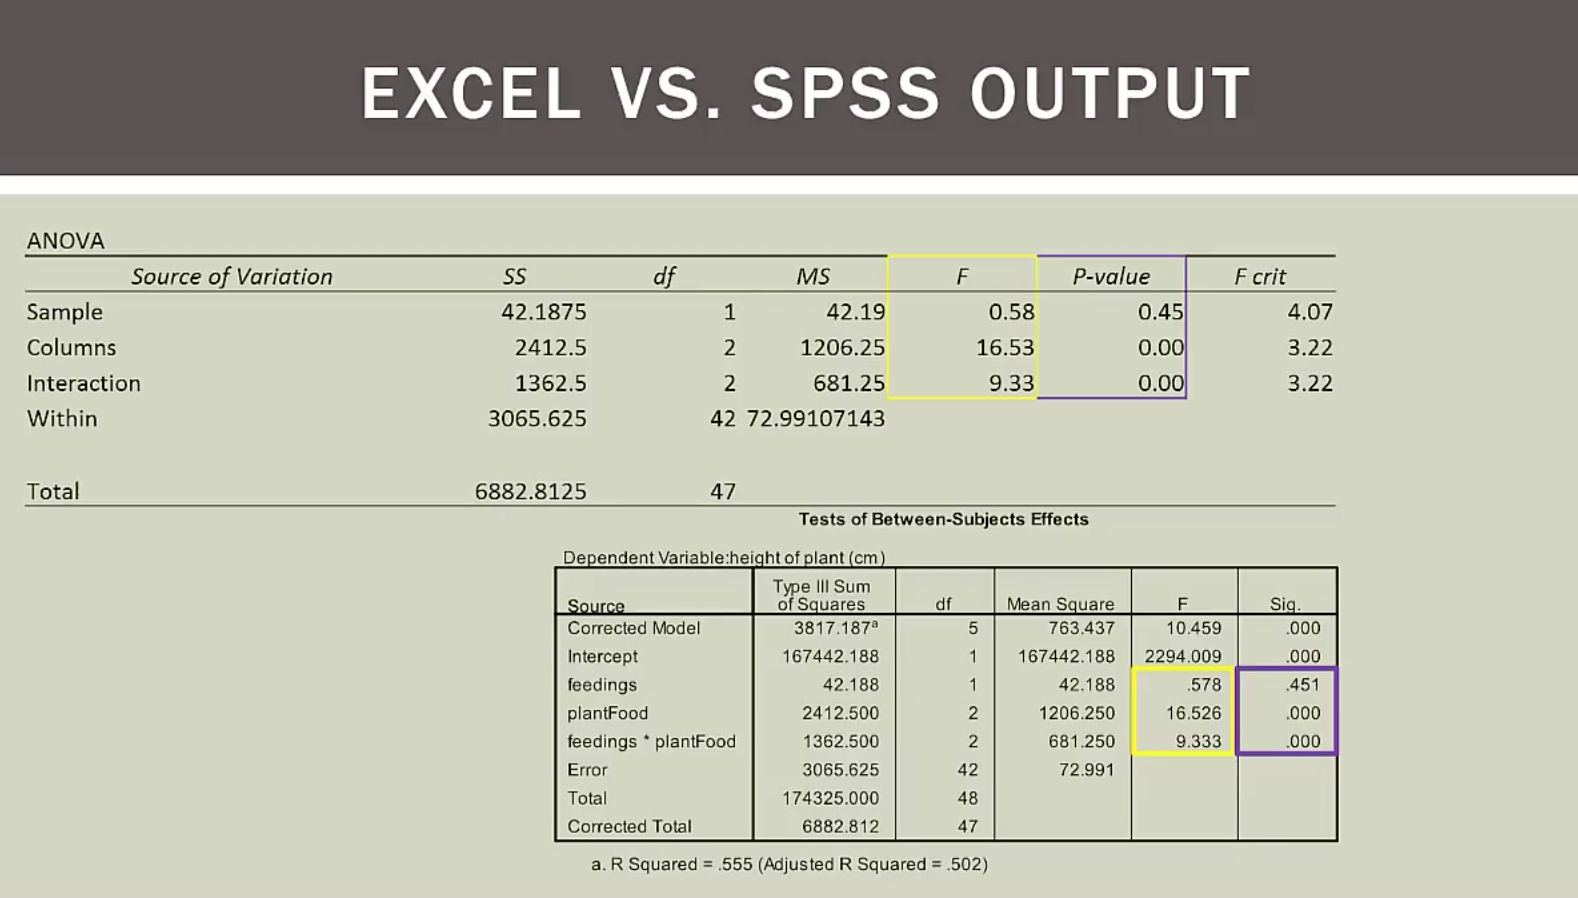 EXCEL VS. SPSS OUTPUT
ANOVA
Source of Variation SS df MS F P-value F crit
Sample 42.1875 1 42.19 0.58 0.45 4.07
Columns 2412.5 2 1206.25 16.53 0.00 3.22
Interaction 1362.5 2 681.25 9.33 0.00 3.22
Within 3065.625 42 72.99107143
Total 6882.8125 47
Tests of Between-Subjects Effects
Dependent Variable:height of plant (cm)
Source Type III Sum of Squares df Mean Square F Sig.
Corrected Model 3817.187ᵃ 5 763.437 10.459 .000
Intercept 167442.188 1 167442.188 2294.009 .000
feedings 42.188 1 42.188 .578 .451
plantFood 2412.500 2 1206.250 16.526 .000
feedings * plantFood 1362.500 2 681.250 9.333 .000
Error 3065.625 42 72.991
Total 174325.000 48
Corrected Total 6882.812 47
a. R Squared = .555 (Adjusted R Squared = .502)